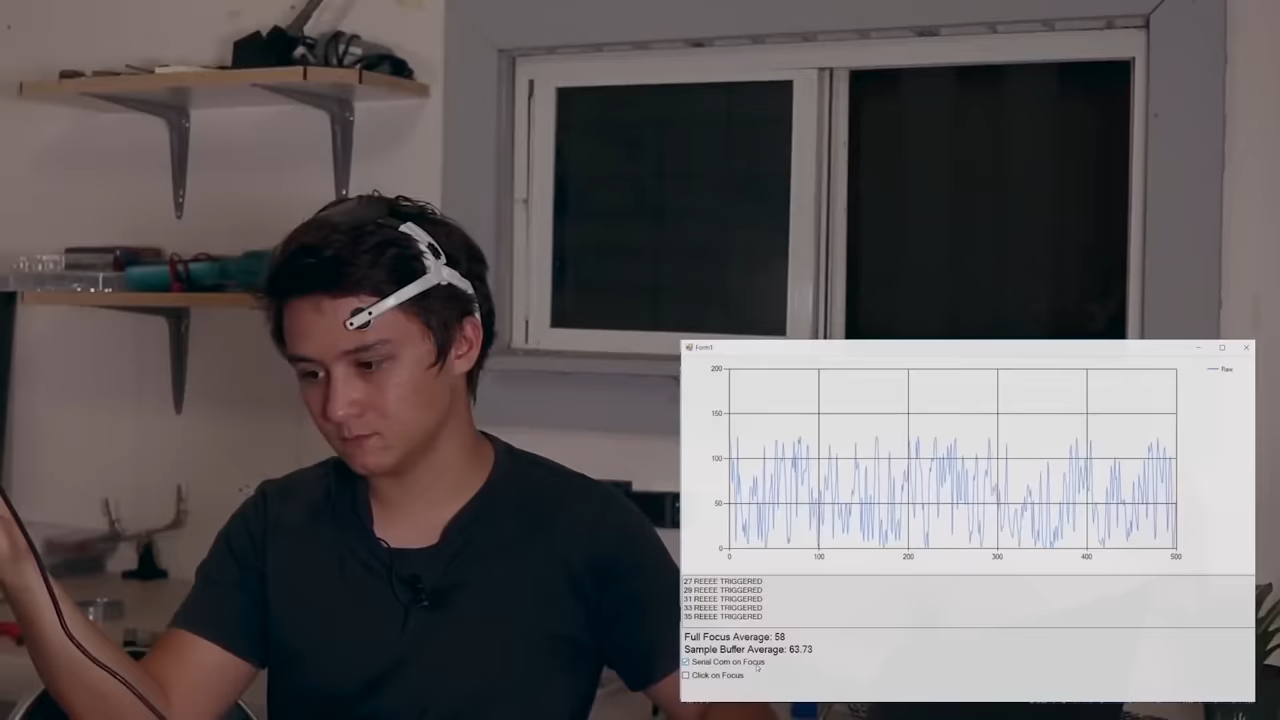 Form1
200
Raw
150
100
50
0
0 100 200 300 400 500
27 REEEE TRIGGERED
29 REEEE TRIGGERED
31 REEEE TRIGGERED
33 REEEE TRIGGERED
35 REEEE TRIGGERED
Full Focus Average: 58
Sample Buffer Average: 63.73
Serial Com on Focus
Click on Focus